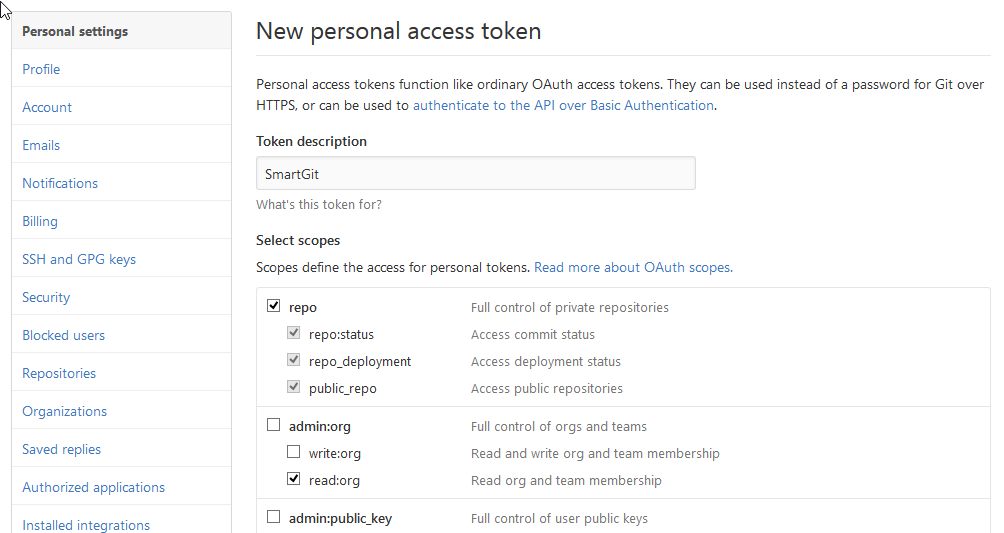 Personal settings
Profile
Account
Emails
Notifications
Billing
SSH and GPG keys
Security
Blocked users
Repositories
Organizations
Saved replies
Authorized applications
Installed integrations
New personal access token
Personal access tokens function like ordinary OAuth access tokens. They can be used instead of a password for Git over
HTTPS, or can be used to authenticate to the API over Basic Authentication.
Token description
SmartGit
What's this token for?
Select scopes
Scopes define the access for personal tokens. Read more about OAuth scopes.
repo Full control of private repositories
repo:status Access commit status
repo_deployment Access deployment status
public_repo Access public repositories
admin:org Full control of orgs and teams
write:org Read and write org and team membership
read:org Read org and team membership
admin:public_key Full control of user public keys